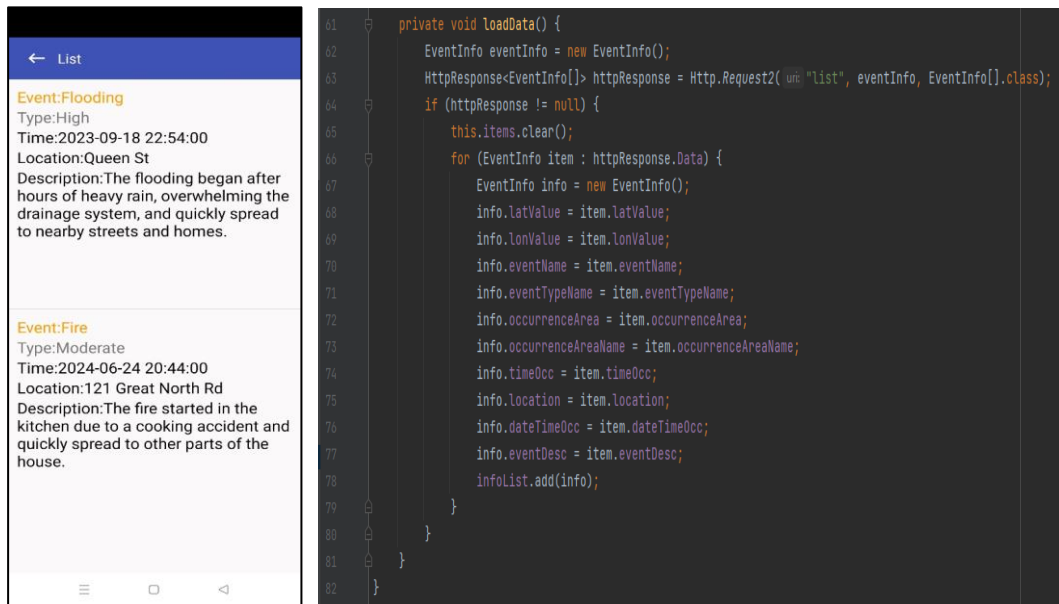 ← List
Event:Flooding
Type:High
Time:2023-09-18 22:54:00
Location:Queen St
Description:The flooding began after
hours of heavy rain, overwhelming the
drainage system, and quickly spread
to nearby streets and homes.
Event:Fire
Type:Moderate
Time:2024-06-24 20:44:00
Location:121 Great North Rd
Description:The fire started in the
kitchen due to a cooking accident and
quickly spread to other parts of the
house.
61 private void loadData() {
62 EventInfo eventInfo = new EventInfo();
63 HttpResponse<EventInfo[]> httpResponse = Http.Request2( uri: "list", eventInfo, EventInfo[].class);
64 if (httpResponse != null) {
65 this.items.clear();
66 for (EventInfo item : httpResponse.Data) {
67 EventInfo info = new EventInfo();
68 info.latValue = item.latValue;
69 info.lonValue = item.lonValue;
70 info.eventName = item.eventName;
71 info.eventTypeName = item.eventTypeName;
72 info.occurrenceArea = item.occurrenceArea;
73 info.occurrenceAreaName = item.occurrenceAreaName;
74 info.timeOcc = item.timeOcc;
75 info.location = item.location;
76 info.dateTimeOcc = item.dateTimeOcc;
77 info.eventDesc = item.eventDesc;
78 infoList.add(info);
79 }
80 }
81 }
82 }